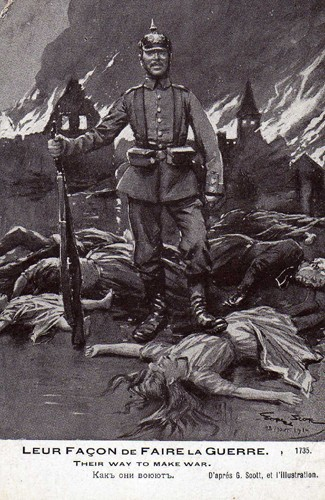 LEUR FAÇON DE FAIRE LA GUERRE. 1735.
THEIR WAY TO MAKE WAR.
Какъ они воюютъ. D'après G. Scott, et l'illustration.